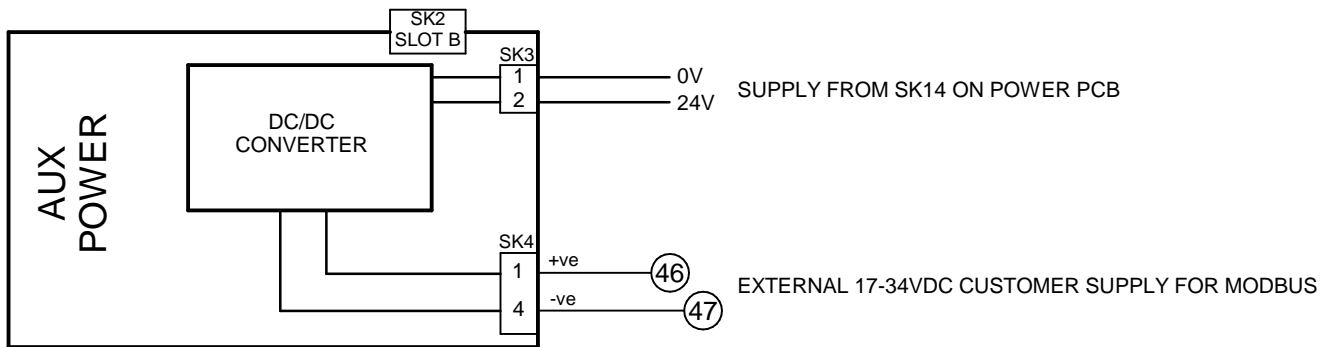 SK2
SLOT B
SK3
1
0V
2
24V
SUPPLY FROM SK14 ON POWER PCB
DC/DC
CONVERTER
AUX
POWER
SK4
1
+ve
46
4
-ve
47
EXTERNAL 17-34VDC CUSTOMER SUPPLY FOR MODBUS